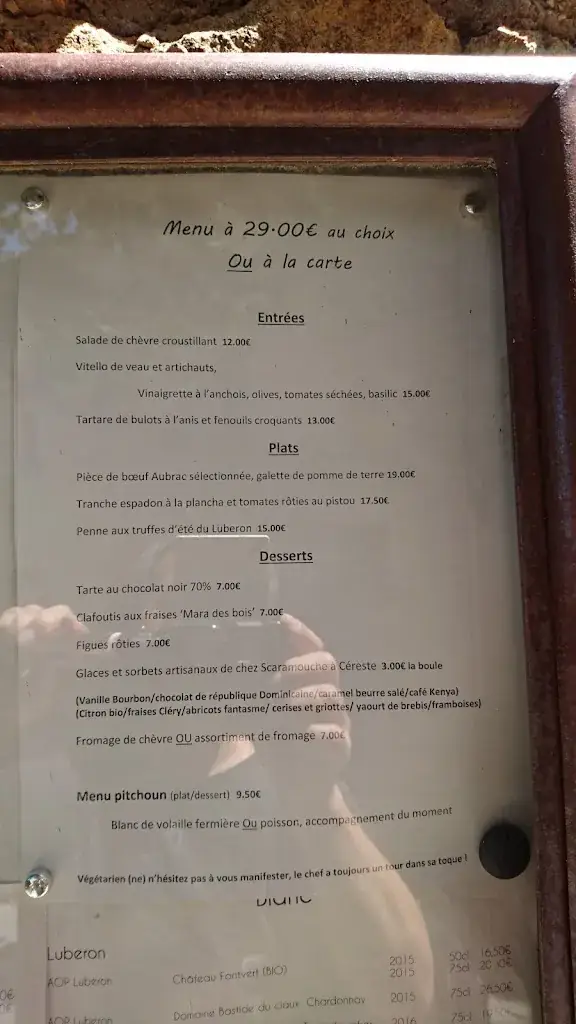 Menu à 29·00€ au choix
Ou à la carte
Entrées
Salade de chèvre croustillant 12.00€
Vitello de veau et artichauts,
Vinaigrette à l'anchois, olives, tomates séchées, basilic 15.00€
Tartare de bulots à l'anis et fenouils croquants 13.00€
Plats
Pièce de bœuf Aubrac sélectionnée, galette de pomme de terre 19.00€
Tranche espadon à la plancha et tomates rôties au pistou 17.50€
Penne aux truffes d'été du Luberon 15.00€
Desserts
Tarte au chocolat noir 70% 7.00€
Clafoutis aux fraises 'Mara des bois' 7.00€
Figues rôties 7.00€
Glaces et sorbets artisanaux de chez Scaramouche à Céreste 3.00€ la boule
(Vanille Bourbon/chocolat de république Dominicaine/caramel beurre salé/café Kenya)
(Citron bio/fraises Cléry/abricots fantasme/ cerises et griottes/ yaourt de brebis/framboises)
Fromage de chèvre OU assortiment de fromage 7.00€
Menu pitchoun (plat/dessert) 9.50€
Blanc de volaille fermière Ou poisson, accompagnement du moment
Végétarien (ne) n'hésitez pas à vous manifester, le chef a toujours un tour dans sa toque !
Luberon
AOP Luberon Château Fontvert (BIO) 2015 50cl 16,50€
2015 75cl
Domaine Bastide du Claux Chardonnay 2015 75cl 26,50€
AOP Luberon 2016 75cl